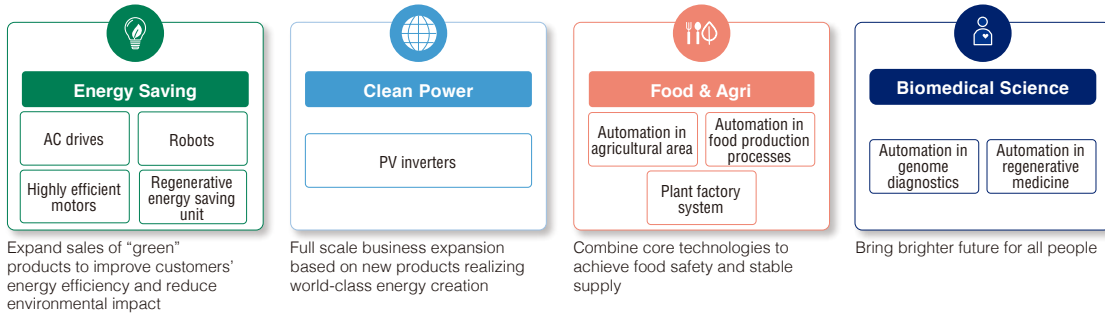 Energy Saving
AC drives
Robots
Highly efficient
motors
Regenerative
energy saving
unit
Expand sales of “green”
products to improve customers’
energy efficiency and reduce
environmental impact
Clean Power
PV inverters
Full scale business expansion
based on new products realizing
world-class energy creation
Food & Agri
Automation in
agricultural area
Automation in
food production
processes
Plant factory
system
Combine core technologies to
achieve food safety and stable
supply
Biomedical Science
Automation in
genome
diagnostics
Automation in
regenerative
medicine
Bring brighter future for all people